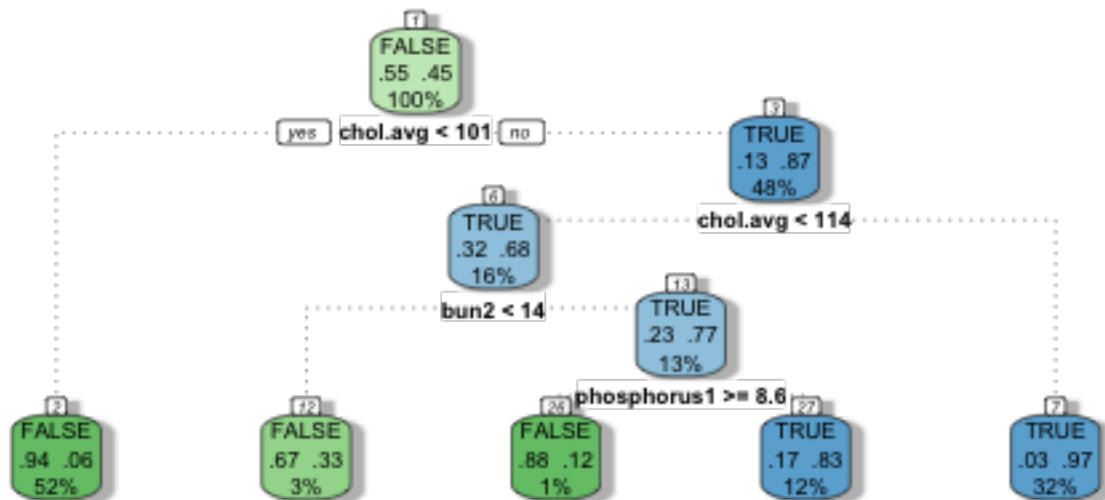 1
FALSE
.55 .45
100%
yes chol.avg < 101 no
3
TRUE
.13 .87
48%
chol.avg < 114
6
TRUE
.32 .68
16%
bun2 < 14
13
TRUE
.23 .77
13%
phosphorus1 >= 8.6
2
FALSE
.94 .06
52%
12
FALSE
.67 .33
3%
26
FALSE
.88 .12
1%
27
TRUE
.17 .83
12%
7
TRUE
.03 .97
32%